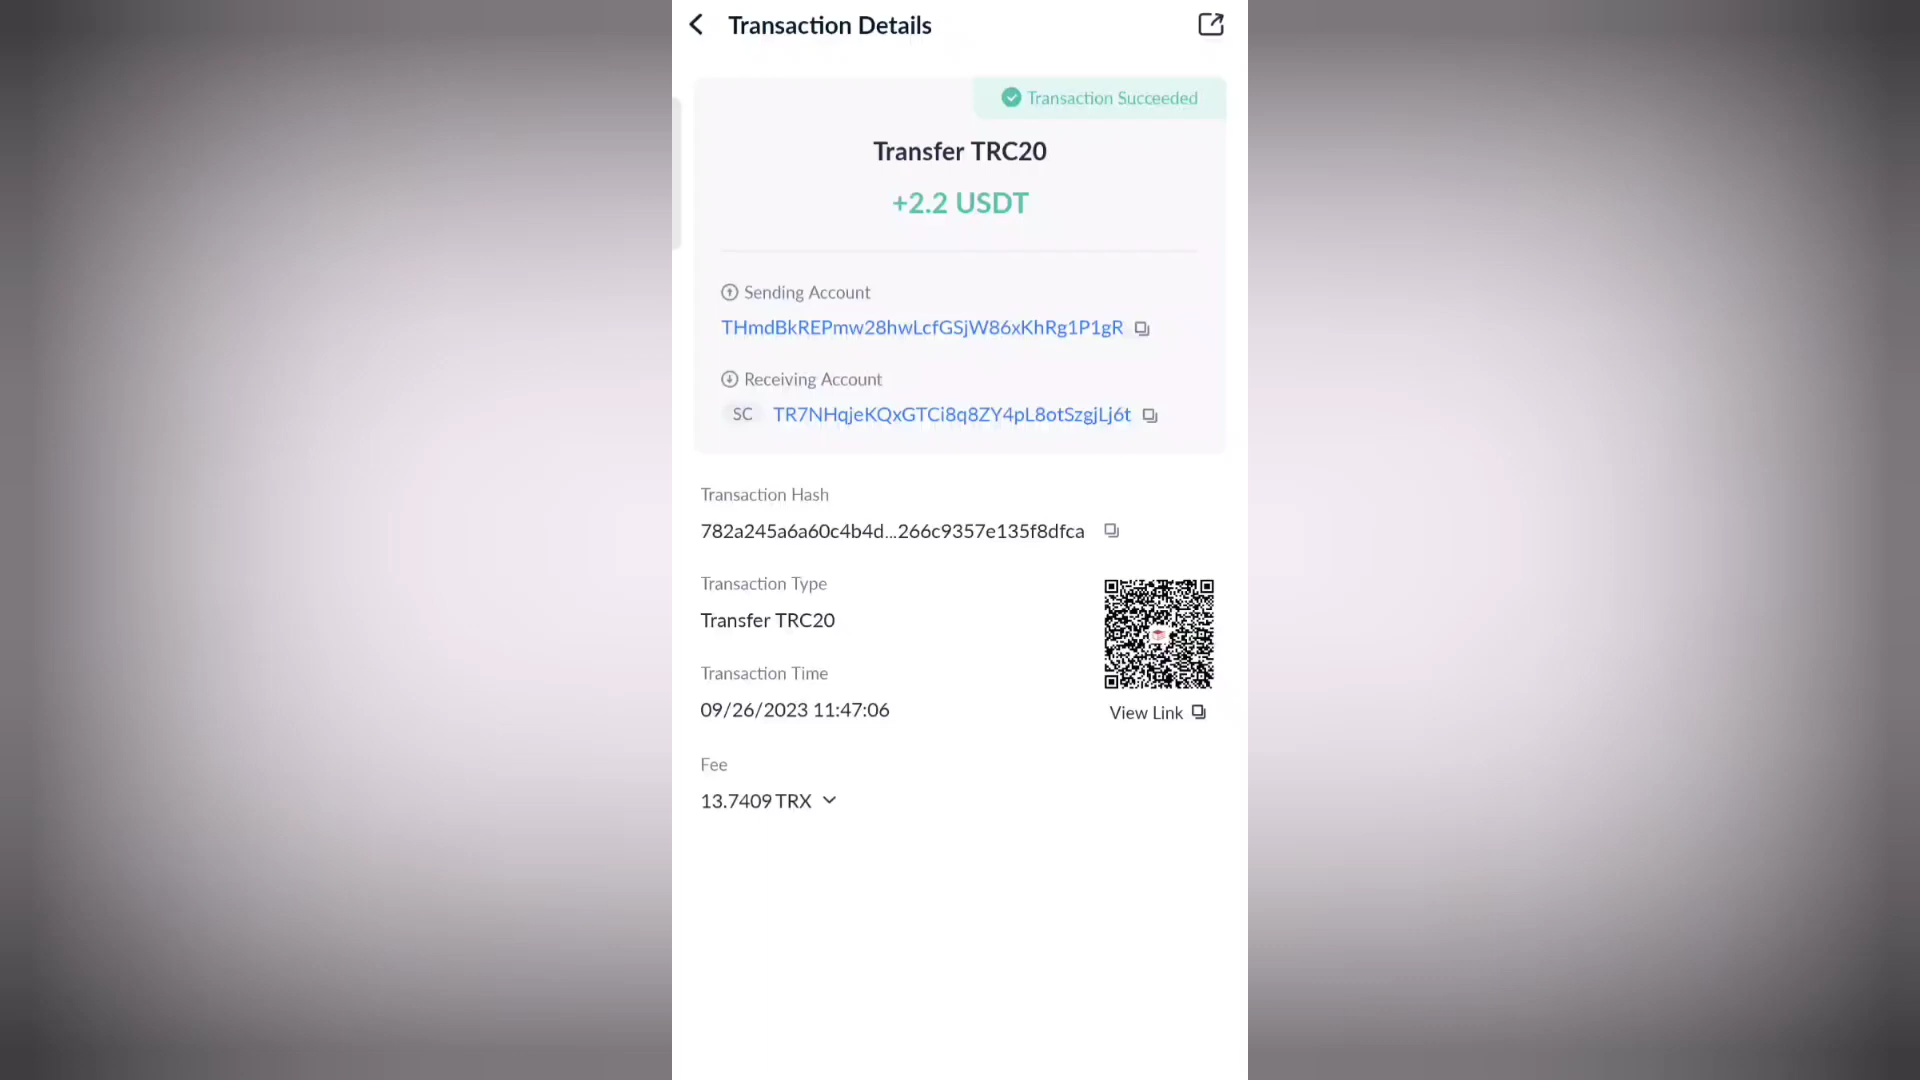 Transaction Details
Transaction Succeeded
Transfer TRC20
+2.2 USDT
Sending Account
THmdBkREPmw28hwLcfGSjW86xKhRg1P1gR
Receiving Account
SC TR7NHqjeKQxGTCi8q8ZY4pL8otSzgjLj6t
Transaction Hash
782a245a6a60c4b4d...266c9357e135f8dfca
Transaction Type
Transfer TRC20
Transaction Time
09/26/2023 11:47:06
View Link
Fee
13.7409 TRX